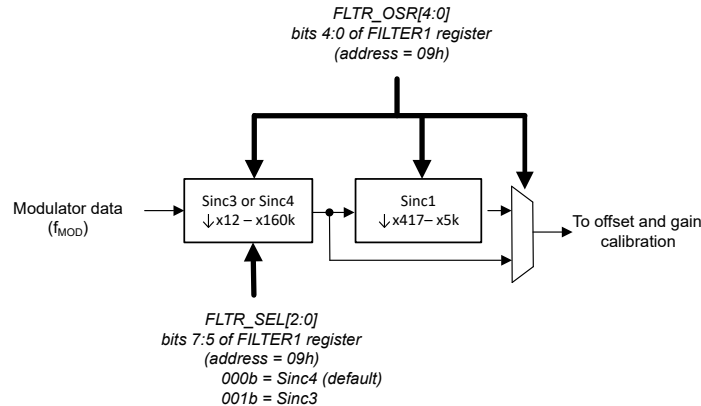 FLTR_OSR[4:0]
bits 4:0 of FILTER1 register
(address = 09h)
Modulator data
(fMOD)
Sinc3 or Sinc4
↓x12 – x160k
Sinc1
↓x417– x5k
To offset and gain
calibration
FLTR_SEL[2:0]
bits 7:5 of FILTER1 register
(address = 09h)
000b = Sinc4 (default)
001b = Sinc3